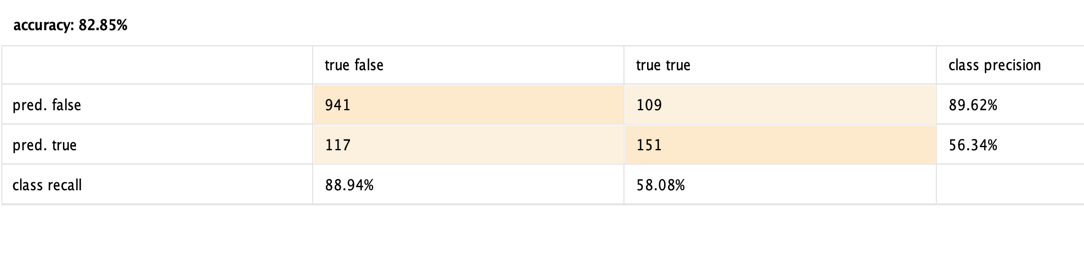 accuracy: 82.85%
true false true true class precision
pred. false 941 109 89.62%
pred. true 117 151 56.34%
class recall 88.94% 58.08%